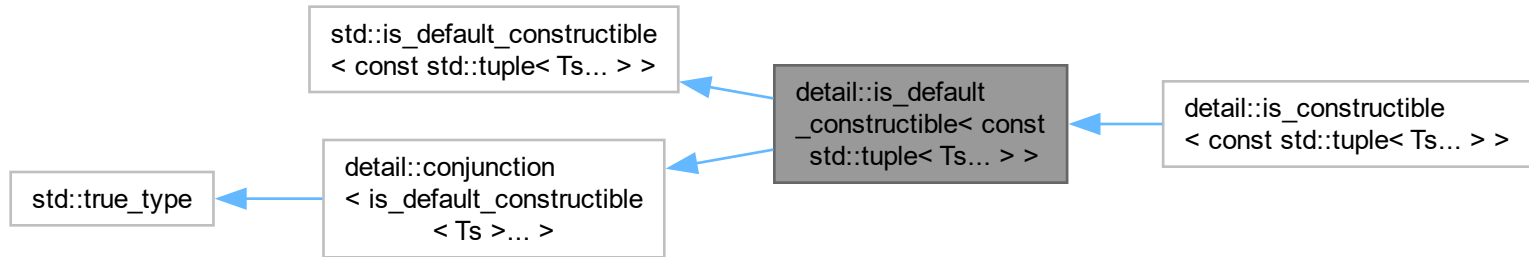 std::is_default_constructible
< const std::tuple< Ts... > >
detail::is_default
_constructible< const
std::tuple< Ts... > >
detail::is_constructible
< const std::tuple< Ts... > >
detail::conjunction
< is_default_constructible
< Ts >... >
std::true_type